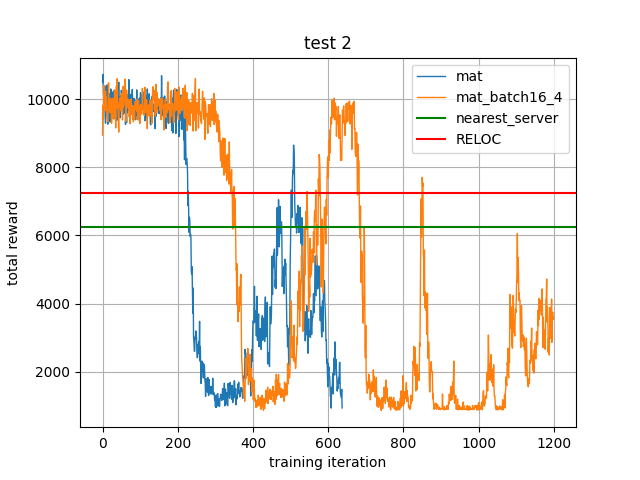 test 2
mat
mat_batch16_4
nearest_server
RELOC
total reward
10000
8000
6000
4000
2000
0 200 400 600 800 1000 1200
training iteration